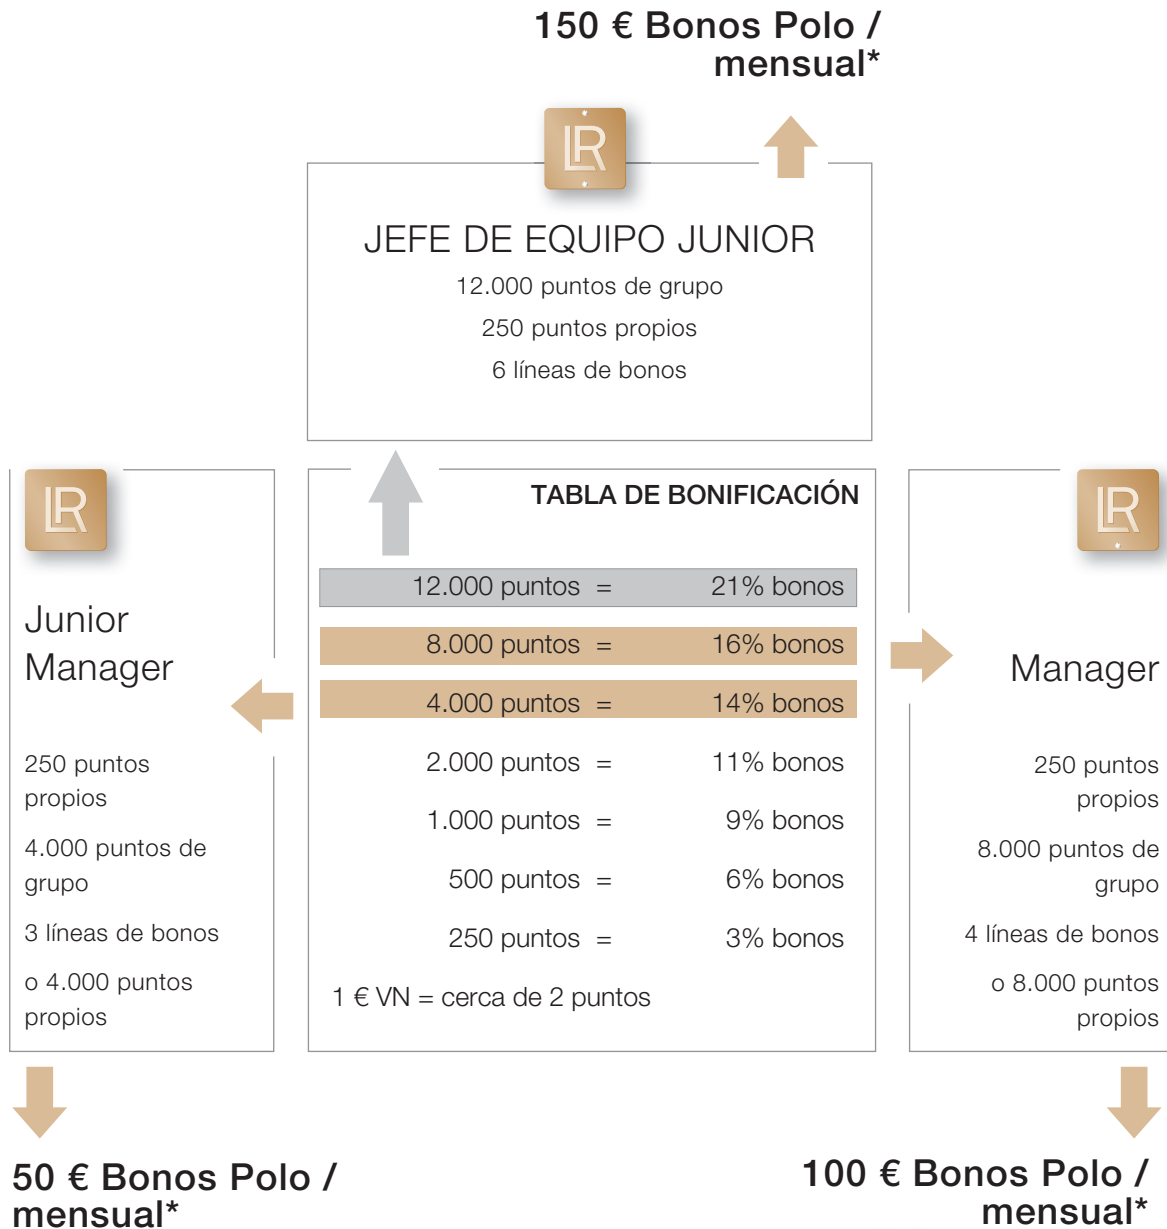 150 € Bonos Polo /
mensual*
LR
JEFE DE EQUIPO JUNIOR
12.000 puntos de grupo
250 puntos propios
6 líneas de bonos
LR
Junior
Manager
250 puntos
propios
4.000 puntos de
grupo
3 líneas de bonos
o 4.000 puntos
propios
50 € Bonos Polo /
mensual*
TABLA DE BONIFICACIÓN
12.000 puntos = 21% bonos
8.000 puntos = 16% bonos
4.000 puntos = 14% bonos
2.000 puntos = 11% bonos
1.000 puntos = 9% bonos
500 puntos = 6% bonos
250 puntos = 3% bonos
1 € VN = cerca de 2 puntos
LR
Manager
250 puntos
propios
8.000 puntos de
grupo
4 líneas de bonos
o 8.000 puntos
propios
100 € Bonos Polo /
mensual*